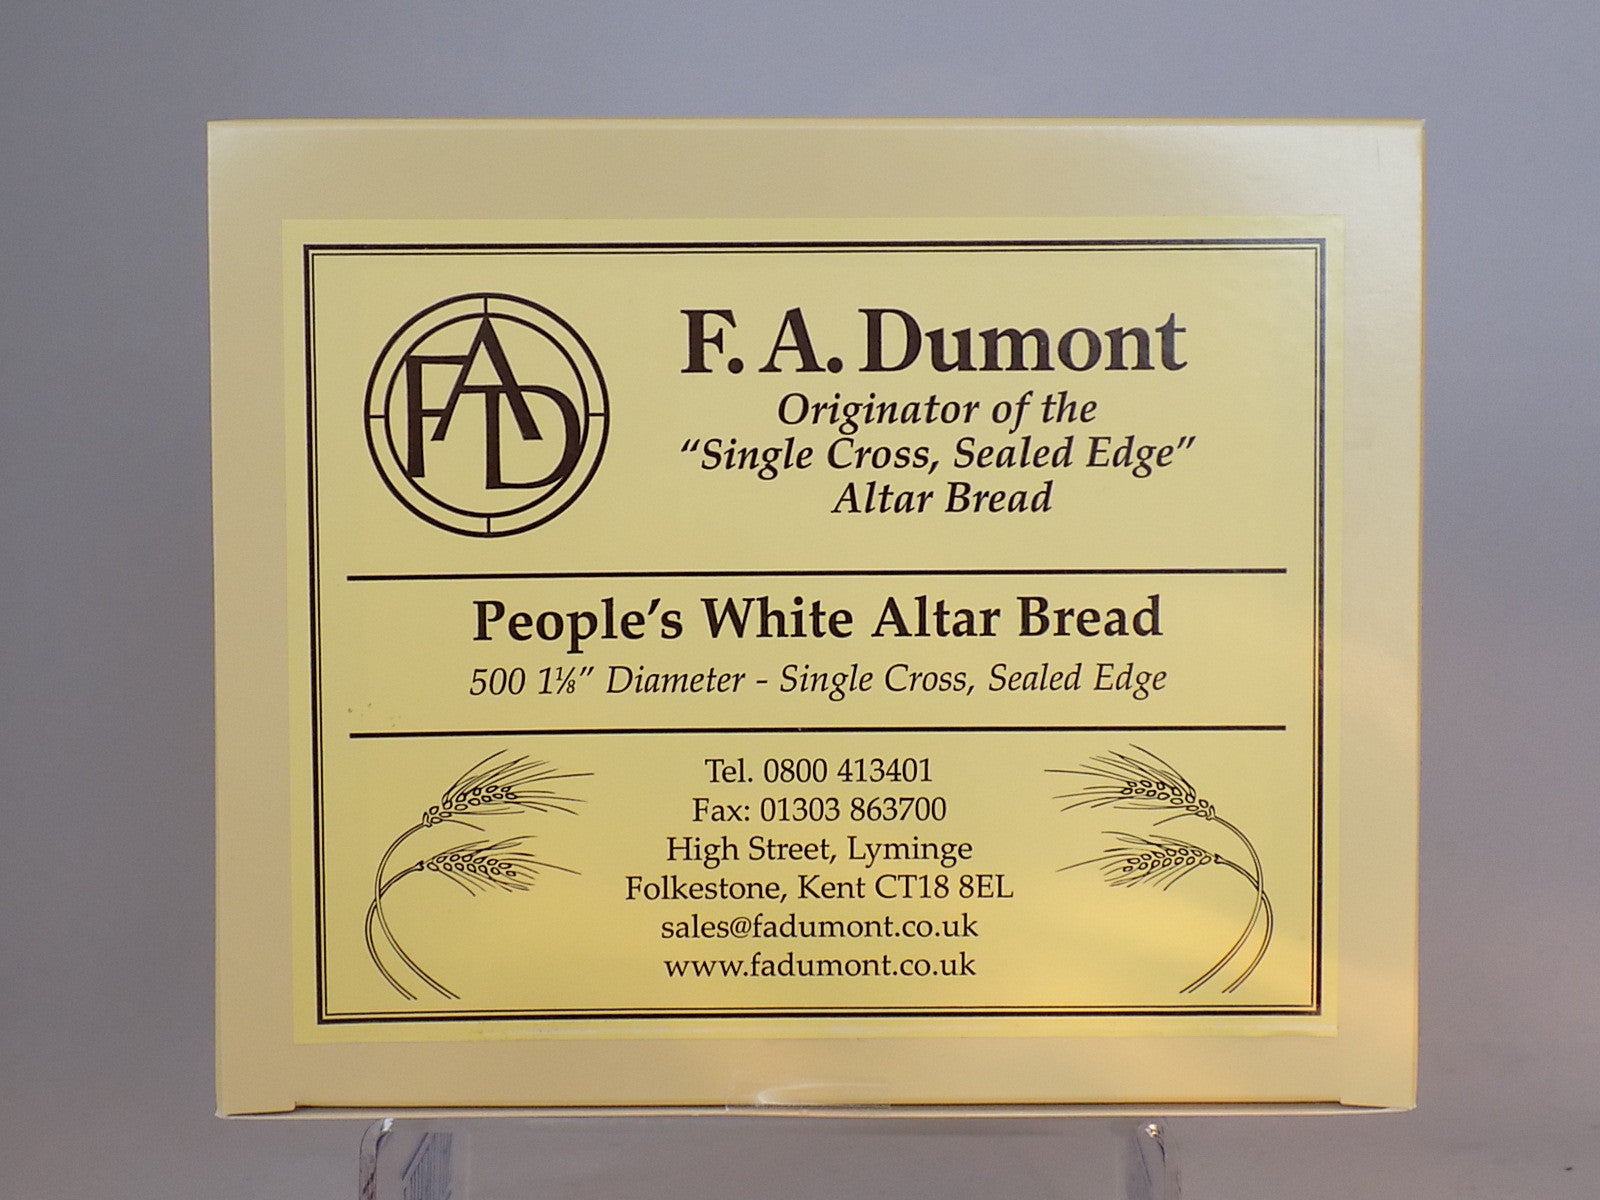 FAD
F. A. Dumont
Originator of the
“Single Cross, Sealed Edge”
Altar Bread
People’s White Altar Bread
500 1⅛” Diameter - Single Cross, Sealed Edge
Tel. 0800 413401
Fax: 01303 863700
High Street, Lyminge
Folkestone, Kent CT18 8EL
sales@fadumont.co.uk
www.fadumont.co.uk